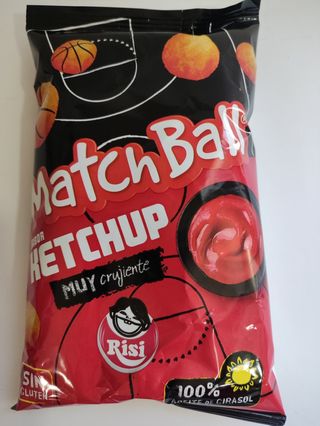 MatchBall
SABOR
KETCHUP
MUY crujiente
Risi
SIN
GLUTEN
100%
ACEITE DE GIRASOL